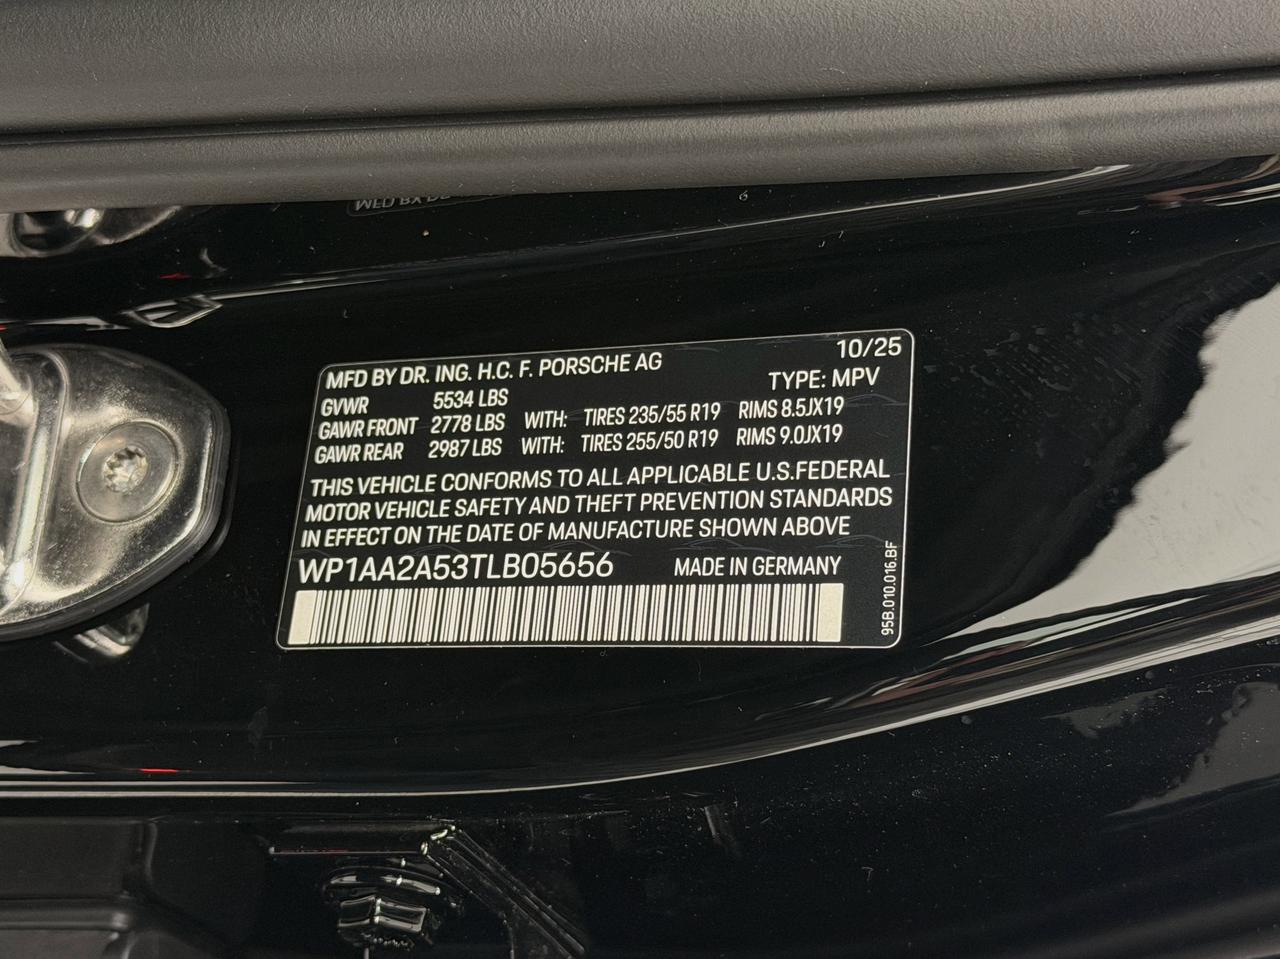 MFD BY DR. ING. H.C. F. PORSCHE AG 10/25
TYPE: MPV
GVWR 5534 LBS
GAWR FRONT 2778 LBS WITH: TIRES 235/55 R19 RIMS 8.5JX19
GAWR REAR 2987 LBS WITH: TIRES 255/50 R19 RIMS 9.0JX19
THIS VEHICLE CONFORMS TO ALL APPLICABLE U.S.FEDERAL
MOTOR VEHICLE SAFETY AND THEFT PREVENTION STANDARDS
IN EFFECT ON THE DATE OF MANUFACTURE SHOWN ABOVE
WP1AA2A53TLB05656 MADE IN GERMANY
95B.010.016.BF